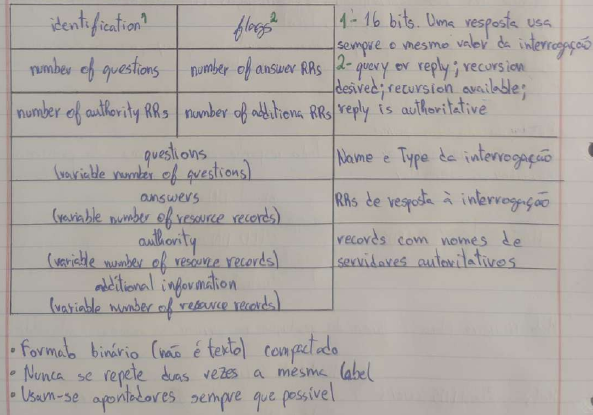 identification¹
flags²
1- 16 bits. Uma resposta usa
sempre o mesmo valor da interrogação
number of questions
number of answer RRs
2- query or reply; recursion
desired; recursion available;
reply is authoritative
number of authority RRs
number of additiona RRs
questions
(variable number of questions)
Name e Type da interrogação
answers
(variable number of resource records)
RRs de resposta à interrogação
authority
(variable number of resource records)
records com nomes de
servidores autoritativos
additional information
(variable number of resource records)
• Formato binário (não é texto) compactado
• Nunca se repete duas vezes a mesma label
• Usam-se apontadores sempre que possível